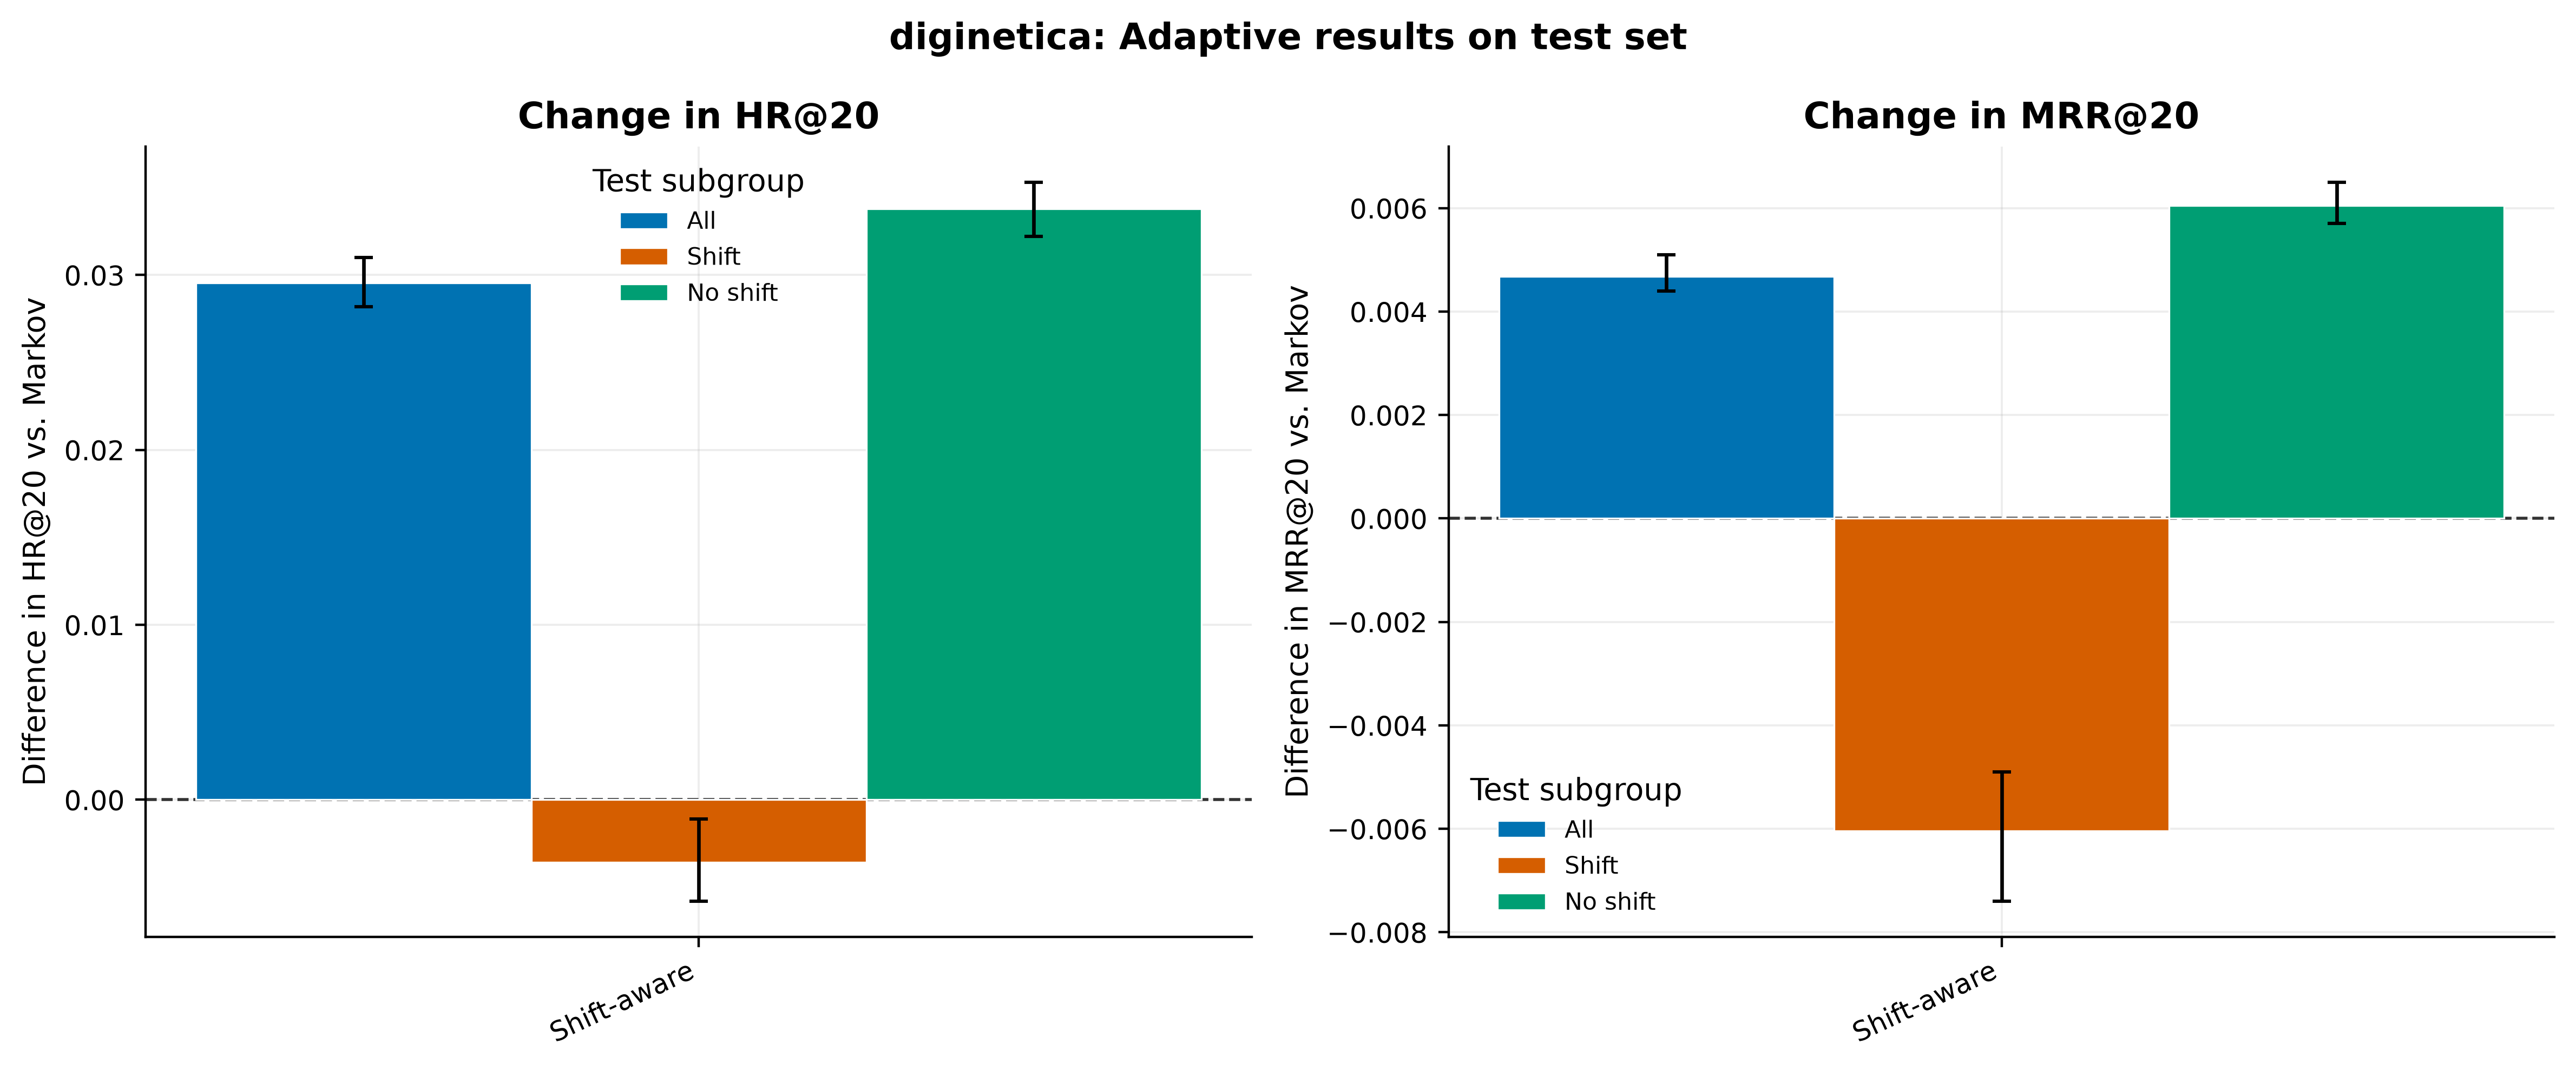 diginetica: Adaptive results on test set
Change in HR@20
Difference in HR@20 vs. Markov
0.03
0.02
0.01
0.00
Test subgroup
All
Shift
No shift
Shift-aware
Change in MRR@20
Difference in MRR@20 vs. Markov
0.006
0.004
0.002
0.000
−0.002
−0.004
−0.006
−0.008
Test subgroup
All
Shift
No shift
Shift-aware